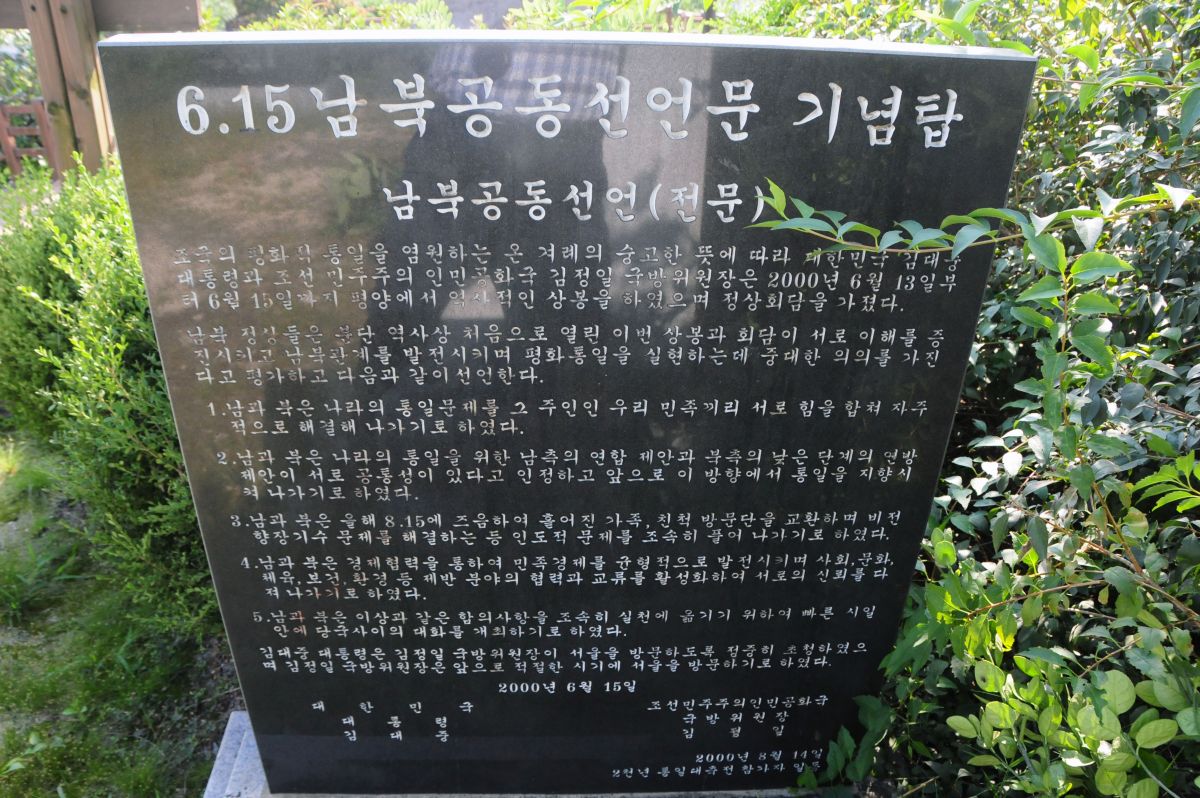 6.15 남북공동선언문 기념탑
남북공동선언(전문)
조국의 평화적 통일을 염원하는 온 겨레의 숭고한 뜻에 따라 대한민국 김대중
대통령과 조선 민주주의 인민공화국 김정일 국방위원장은 2000년 6월 13일부
터 6월 15일까지 평양에서 역사적인 상봉을 하였으며 정상회담을 가졌다.
남북 정상들은 분단 역사상 처음으로 열린 이번 상봉과 회담이 서로 이해를 증
진시키고 남북관계를 발전시키며 평화통일을 실현하는데 중대한 의의를 가진
다고 평가하고 다음과 같이 선언한다.
1.남과 북은 나라의 통일문제를 그 주인인 우리 민족끼리 서로 힘을 합쳐 자주
적으로 해결해 나가기로 하였다.
2.남과 북은 나라의 통일을 위한 남측의 연합 제안과 북측의 낮은 단계의 연방
제안이 서로 공통성이 있다고 인정하고 앞으로 이 방향에서 통일을 지향시
켜 나가기로 하였다.
3.남과 북은 올해 8.15에 즈음하여 흩어진 가족, 친척 방문단을 교환하며 비전
향장기수 문제를 해결하는 등 인도적 문제를 조속히 풀어 나가기로 하였다.
4.남과 북은 경제협력을 통하여 민족경제를 균형적으로 발전시키며 사회,문화,
체육,보건,환경 등 제반 분야의 협력과 교류를 활성화하여 서로의 신뢰를 다
져 나가기로 하였다.
5.남과 북은 이상과 같은 합의사항을 조속히 실천에 옮기기 위하여 빠른 시일
안에 당국사이의 대화를 개최하기로 하였다.
김대중 대통령은 김정일 국방위원장이 서울을 방문하도록 정중히 초청하였으
며 김정일 국방위원장은 앞으로 적절한 시기에 서울을 방문하기로 하였다.
2000년 6월 15일
대 한 민 국
대 통 령
김 대 중
조선민주주의인민공화국
국 방 위 원 장
김 정 일
2000년 8월 14일
2천년 통일대축전 참가자 일동